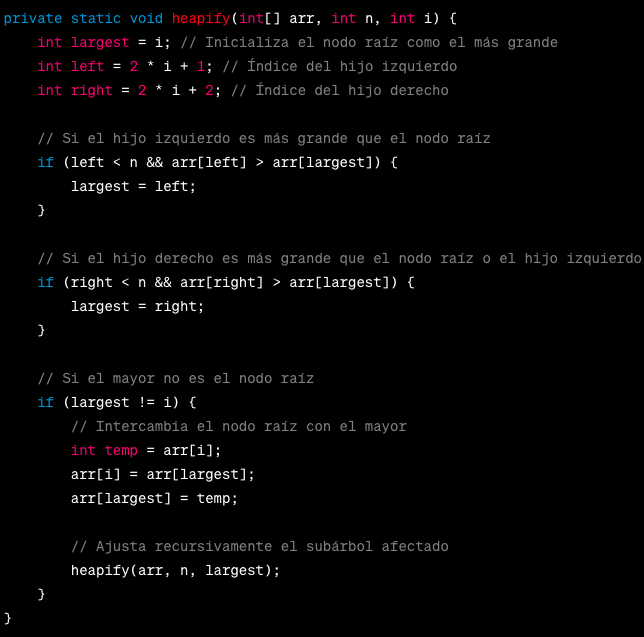 private static void heapify(int[] arr, int n, int i) {
    int largest = i; // Inicializa el nodo raíz como el más grande
    int left = 2 * i + 1; // Índice del hijo izquierdo
    int right = 2 * i + 2; // Índice del hijo derecho

    // Si el hijo izquierdo es más grande que el nodo raíz
    if (left < n && arr[left] > arr[largest]) {
        largest = left;
    }

    // Si el hijo derecho es más grande que el nodo raíz o el hijo izquierdo
    if (right < n && arr[right] > arr[largest]) {
        largest = right;
    }

    // Si el mayor no es el nodo raíz
    if (largest != i) {
        // Intercambia el nodo raíz con el mayor
        int temp = arr[i];
        arr[i] = arr[largest];
        arr[largest] = temp;

        // Ajusta recursivamente el subárbol afectado
        heapify(arr, n, largest);
    }
}